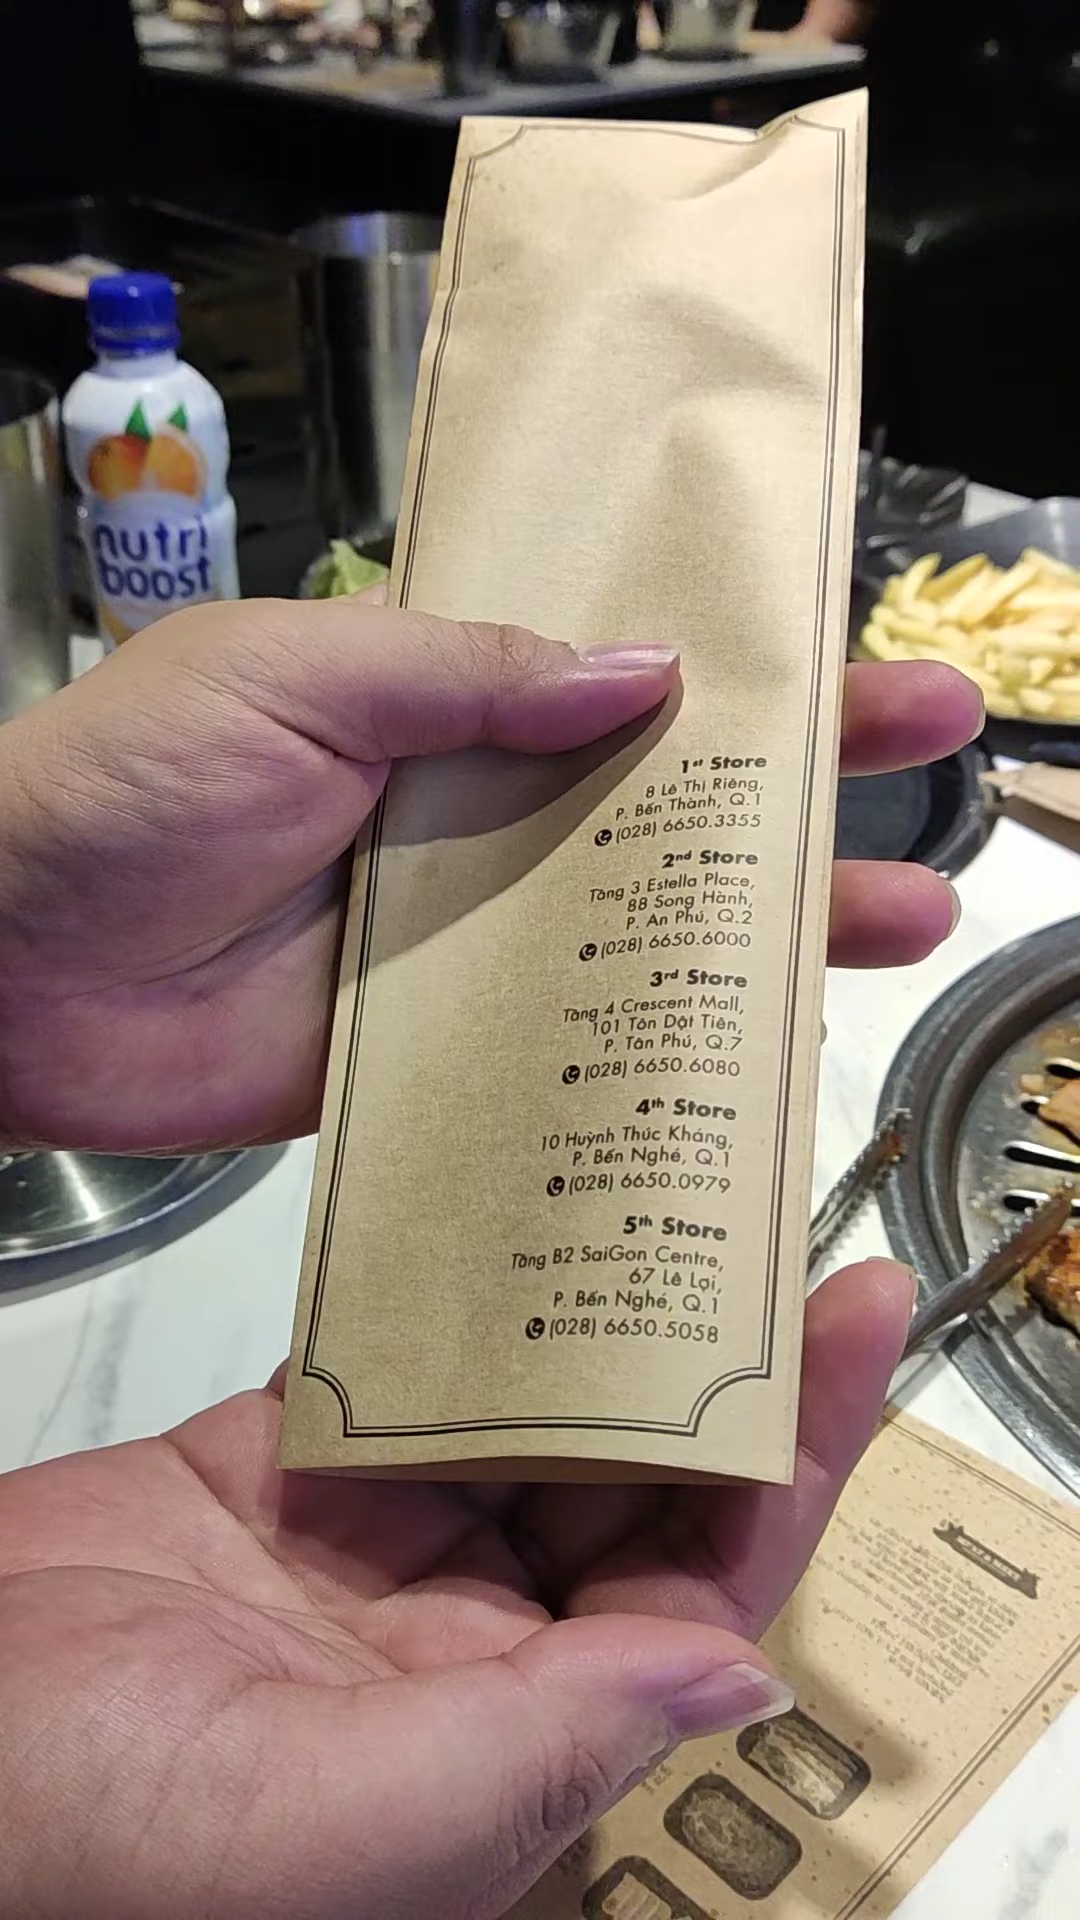 nutri
boost
1st Store
8 Lê Thị Riêng,
P. Bến Thành, Q.1
(028) 6650.3355
2nd Store
Tầng 3 Estella Place,
88 Song Hành,
P. An Phú, Q.2
(028) 6650.6000
3rd Store
Tầng 4 Crescent Mall,
101 Tôn Dật Tiên,
P. Tân Phú, Q.7
(028) 6650.6080
4th Store
10 Huỳnh Thúc Kháng,
P. Bến Nghé, Q.1
(028) 6650.0979
5th Store
Tầng B2 SaiGon Centre,
67 Lê Lợi,
P. Bến Nghé, Q.1
(028) 6650.5058